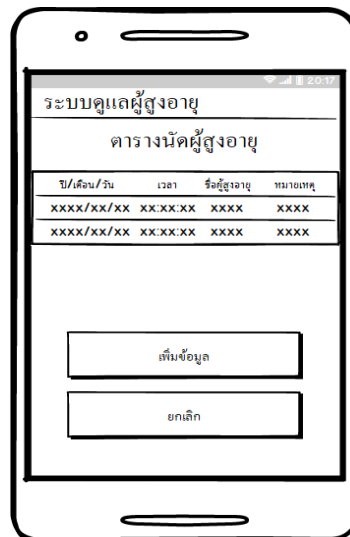 20:17
ระบบดูแลผู้สูงอายุ
ตารางนัดผู้สูงอายุ
ปี/เดือน/วัน เวลา ชื่อผู้สูงอายุ หมายเหตุ
xxxx/xx/xx xx:xx:xx xxxx xxxx
xxxx/xx/xx xx:xx:xx xxxx xxxx
เพิ่มข้อมูล
ยกเลิก